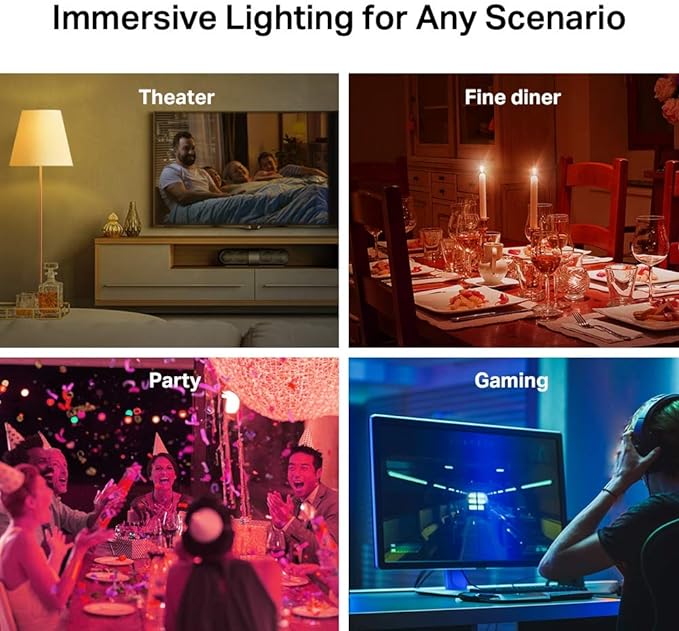 Immersive Lighting for Any Scenario
Theater
Fine diner
Party
Gaming